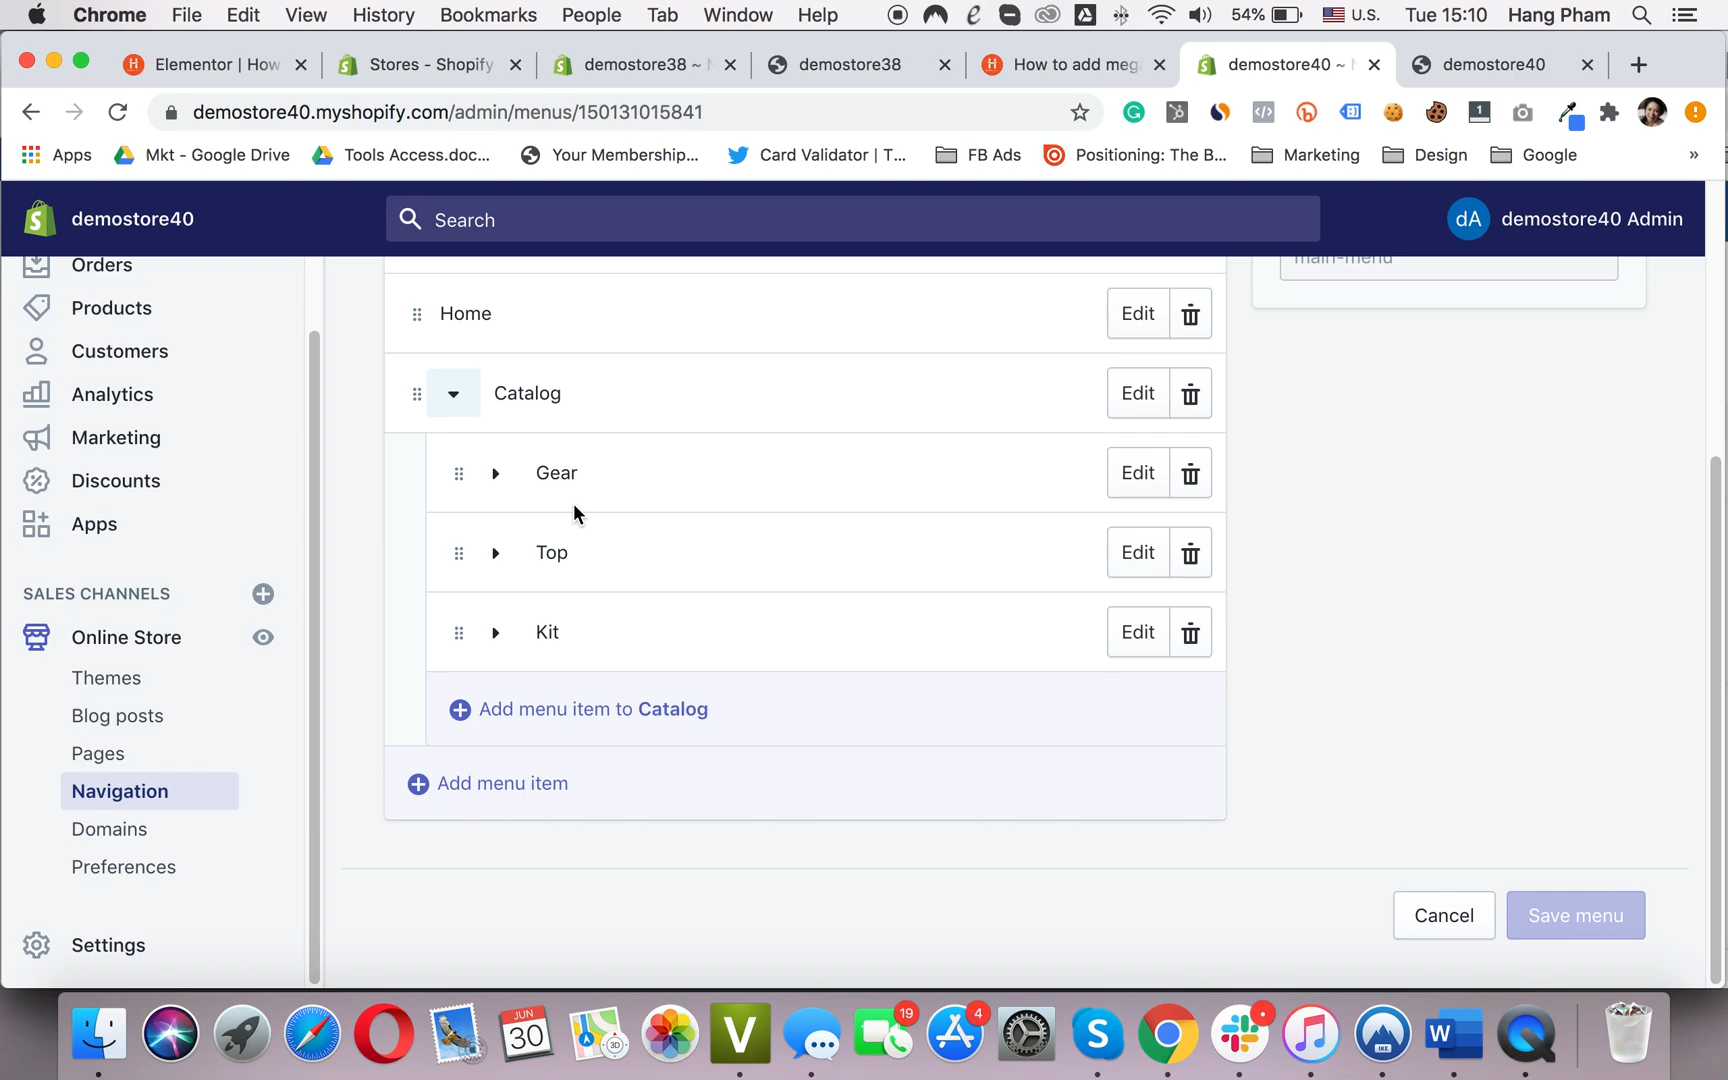 Chrome File Edit View History Bookmarks People Tab Window Help 54% U.S. Tue 15:10 Hang Pham
Elementor | How Stores - Shopify demostore38 ~ demostore38 How to add meg demostore40 ~ demostore40
demostore40.myshopify.com/admin/menus/150131015841
Apps Mkt - Google Drive Tools Access.doc... Your Membership... Card Validator | T... FB Ads Positioning: The B... Marketing Design Google »
demostore40 Search dA demostore40 Admin
Orders main-menu
Products Home Edit
Customers
Analytics Catalog Edit
Marketing
Discounts Gear Edit
Apps
Top Edit
SALES CHANNELS
Online Store Kit Edit
Themes
Blog posts Add menu item to Catalog
Pages
Navigation Add menu item
Domains
Preferences
Cancel Save menu
Settings
JUN 30 3D V 19 4 S W IKE